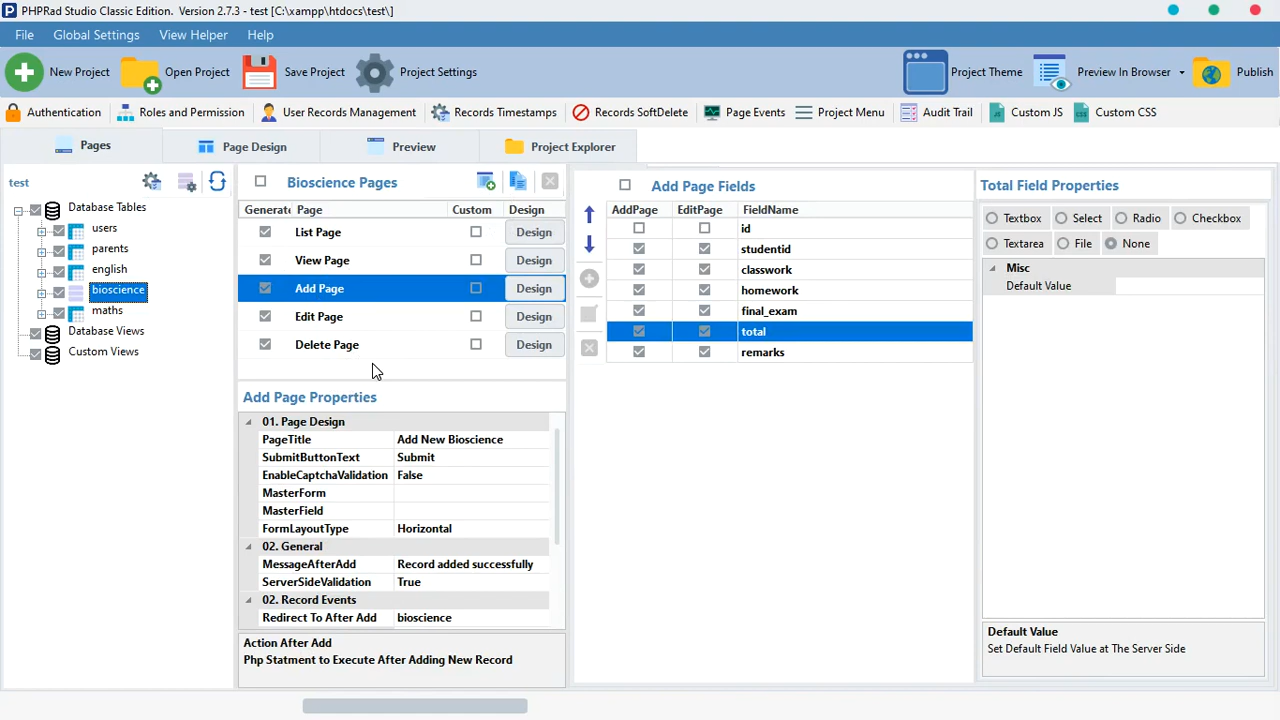 PHPRad Studio Classic Edition. Version 2.7.3 - test [C:\xampp\htdocs\test\]
File Global Settings View Helper Help
New Project Open Project Save Project Project Settings Project Theme Preview In Browser Publish
Authentication Roles and Permission User Records Management Records Timestamps Records SoftDelete Page Events Project Menu Audit Trail Custom JS Custom CSS
Pages Page Design Preview Project Explorer
test
Database Tables
users
parents
english
bioscience
maths
Database Views
Custom Views
Bioscience Pages
Generate Page Custom Design
List Page Design
View Page Design
Add Page Design
Edit Page Design
Delete Page Design
Add Page Properties
01. Page Design
PageTitle Add New Bioscience
SubmitButtonText Submit
EnableCaptchaValidation False
MasterForm
MasterField
FormLayoutType Horizontal
02. General
MessageAfterAdd Record added successfully
ServerSideValidation True
02. Record Events
Redirect To After Add bioscience
Action After Add
Php Statment to Execute After Adding New Record
Add Page Fields
AddPage EditPage FieldName
id
studentid
classwork
homework
final_exam
total
remarks
Total Field Properties
Textbox Select Radio Checkbox
Textarea File None
Misc
Default Value
Default Value
Set Default Field Value at The Server Side